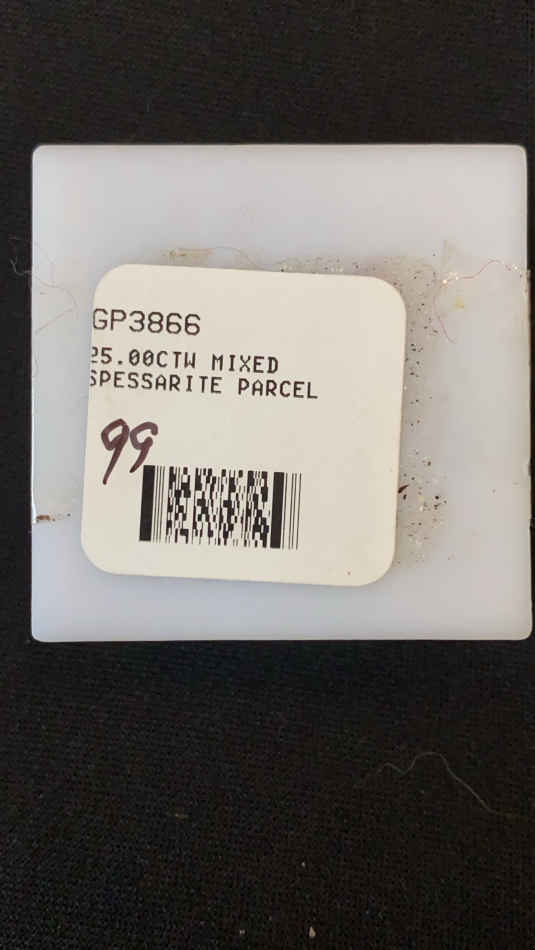 GP3866
25.00CTW MIXED
SPESSARITE PARCEL
99